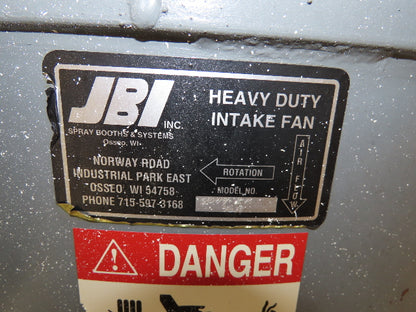 JBI INC.
SPRAY BOOTHS & SYSTEMS
OSSEO, WI
HEAVY DUTY
INTAKE FAN
NORWAY ROAD
INDUSTRIAL PARK EAST
OSSEO, WI 54758
PHONE 715-597-3168
ROTATION
MODEL NO.
AIR FLOW
DANGER